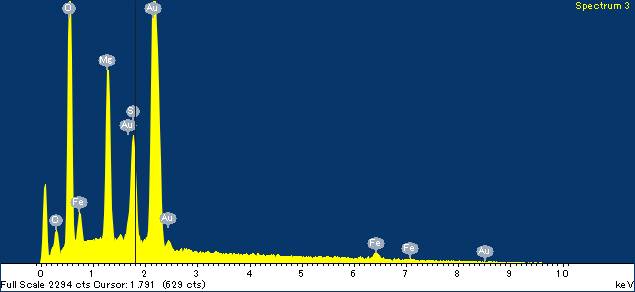 Spectrum 3
O Au
Mg
Si
Au
Fe
Au
Fe
Fe
Au
0 1 2 3 4 5 6 7 8 9 10
Full Scale 2294 cts Cursor: 1.791 (629 cts) keV